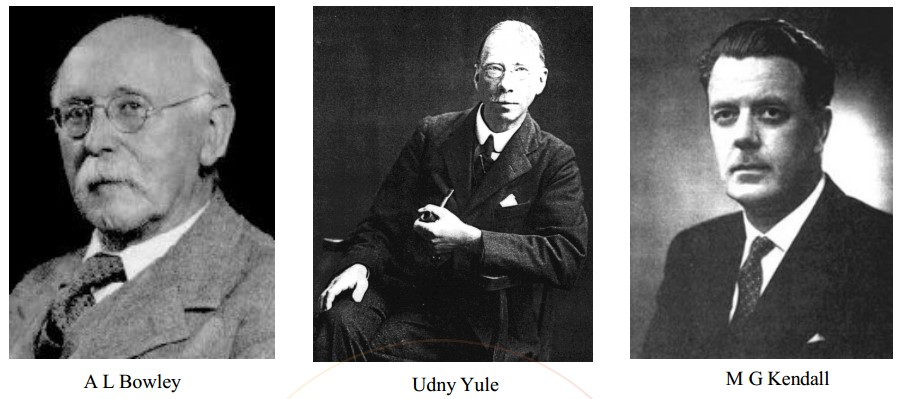 A L Bowley
Udny Yule
M G Kendall